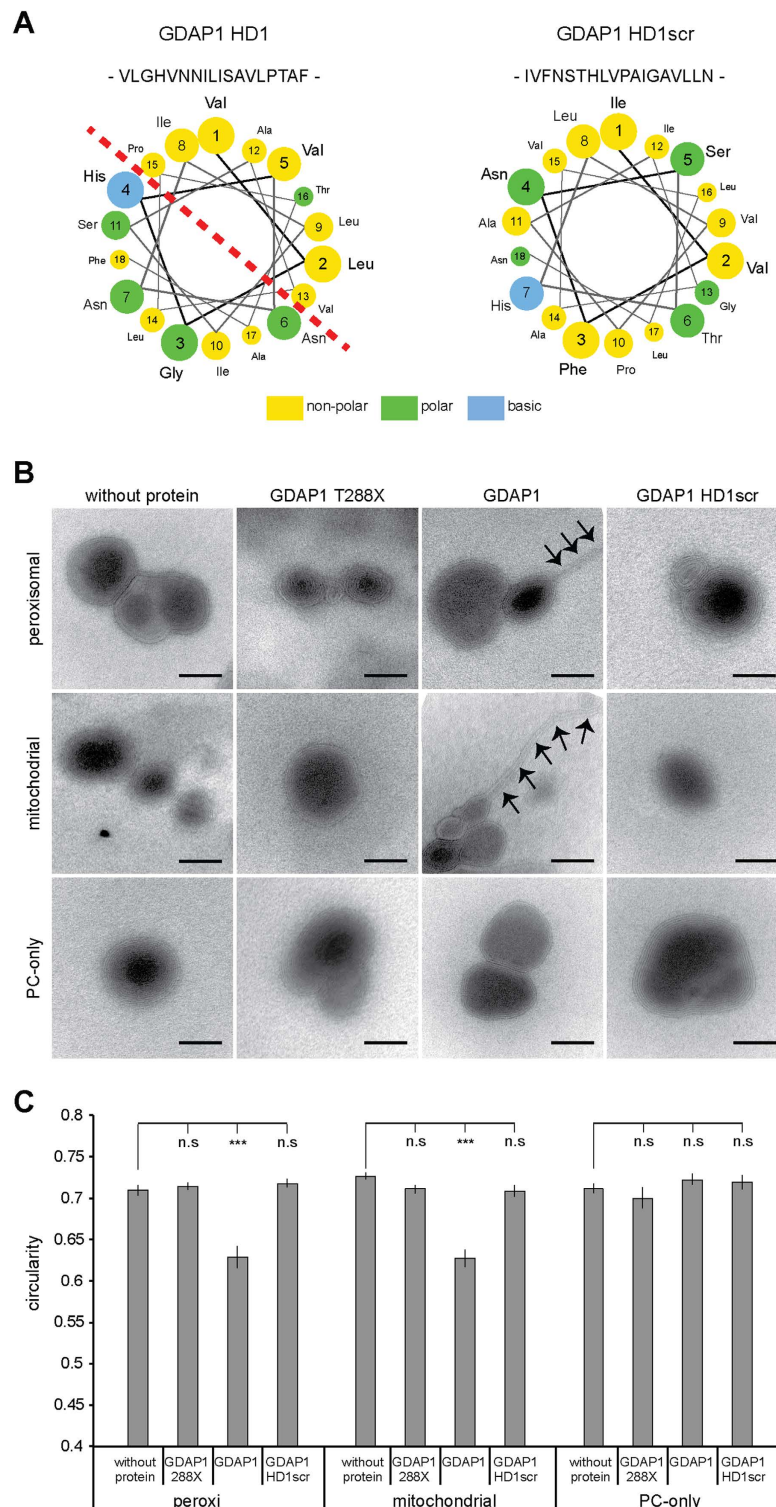 A
GDAP1 HD1
GDAP1 HD1scr
- VLGHVNNILISAVLPTAF -
- IVFNSTHLVPAIGAVLLN -
Val
Ile
Ala
Pro
8
1
12
5
Val
15
His
4
16
Thr
Ser
11
9
Leu
Phe
18
2
Leu
Asn
7
13
Val
14
6
Leu
3
17
Asn
10
Ala
Gly
Ile
Ile
Leu
Ile
Val
8
1
12
5
Ser
15
Asn
4
16
Leu
Ala
11
9
Val
Asn
18
2
Val
His
7
13
Gly
14
6
Ala
3
17
Thr
10
Leu
Phe
Pro
non-polar
polar
basic
B
without protein
GDAP1 T288X
GDAP1
GDAP1 HD1scr
peroxisomal
mitochodrial
PC-only
C
0.8
0.75
0.7
0.65
0.6
0.55
0.5
0.45
0.4
circularity
n.s
***
n.s
n.s
***
n.s
n.s
n.s
n.s
without protein
GDAP1 288X
GDAP1
GDAP1 HD1scr
without protein
GDAP1 288X
GDAP1
GDAP1 HD1scr
without protein
GDAP1 288X
GDAP1
GDAP1 HD1scr
peroxi
mitochondrial
PC-only